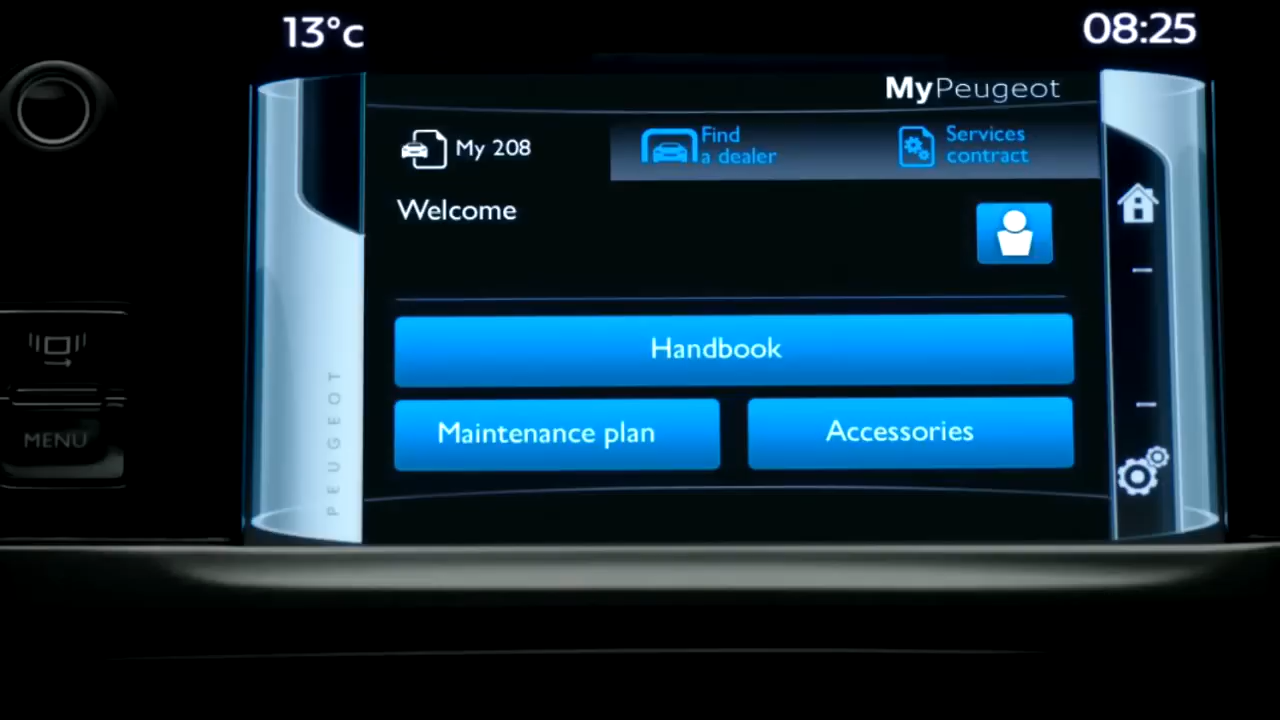 13°c
08:25
MyPeugeot
My 208
Find
a dealer
Services
contract
Welcome
Handbook
Maintenance plan
Accessories
PEUGEOT
MENU